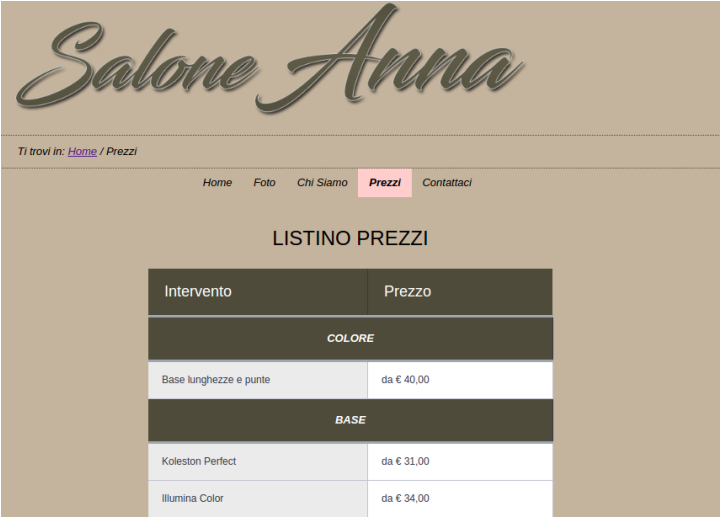 Salone Anna
Ti trovi in: Home / Prezzi
Home Foto Chi Siamo Prezzi Contattaci
LISTINO PREZZI
Intervento Prezzo
COLORE
Base lunghezze e punte da € 40,00
BASE
Koleston Perfect da € 31,00
Illumina Color da € 34,00